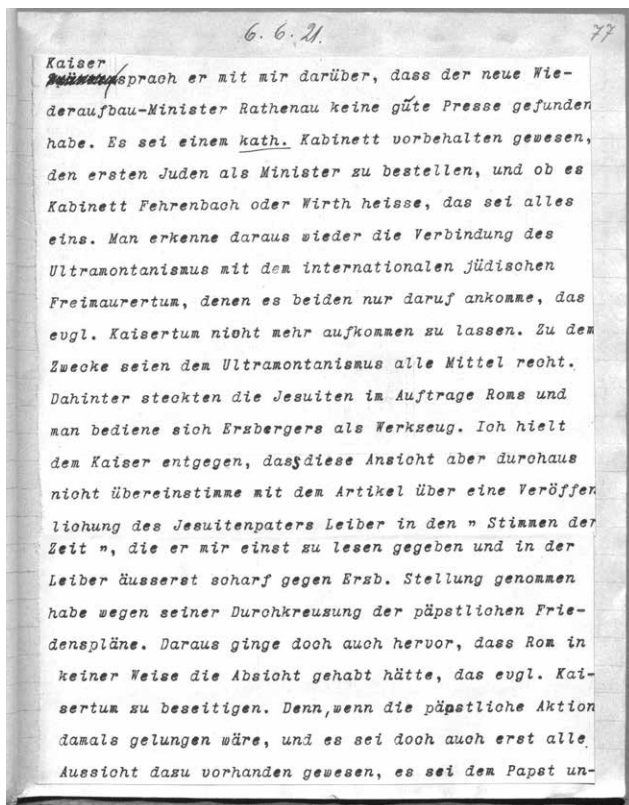 6. 6. 21.
77
Kaiser
sprach er mit mir darüber, dass der neue Wie-
deraufbau-Minister Rathenau keine gute Presse gefunden
habe. Es sei einem kath. Kabinett vorbehalten gewesen,
den ersten Juden als Minister zu bestellen, und ob es
Kabinett Fehrenbach oder Wirth heisse, das sei alles
eins. Man erkenne daraus wieder die Verbindung des
Ultramontanismus mit dem internationalen jüdischen
Freimaurertum, denen es beiden nur daruf ankomme, das
evgl. Kaisertum nicht mehr aufkommen zu lassen. Zu dem
Zwecke seien dem Ultramontanismus alle Mittel recht.
Dahinter steckten die Jesuiten im Auftrage Roms und
man bediene sich Erzbergers als Werkzeug. Ich hielt
dem Kaiser entgegen, dass diese Ansicht aber durchaus
nicht übereinstimme mit dem Artikel über eine Veröffen
lichung des Jesuitenpaters Leiber in den " Stimmen der
Zeit ", die er mir einst zu lesen gegeben und in der
Leiber äusserst scharf gegen Erzb. Stellung genommen
habe wegen seiner Durchkreuzung der päpstlichen Frie-
denspläne. Daraus ginge doch auch hervor, dass Rom in
keiner Weise die Absicht gehabt hätte, das evgl. Kai-
sertum zu beseitigen. Denn, wenn die päpstliche Aktion
damals gelungen wäre, und es sei doch auch erst alle
Aussicht dazu vorhanden gewesen, es sei dem Papst un-